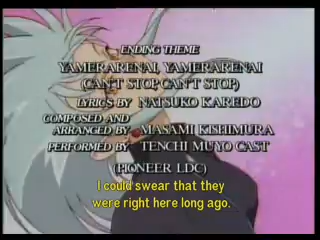 ENDING THEME
YAMERARENAI, YAMERARENAI
(CAN'T STOP, CAN'T STOP)
LYRICS BY NATSUKO KAREDO
COMPOSED AND
ARRANGED BY MASAMI KISHIMURA
PERFORMED BY TENCHI MUYO CAST
(PIONEER LDC)
I could swear that they
were right here long ago.